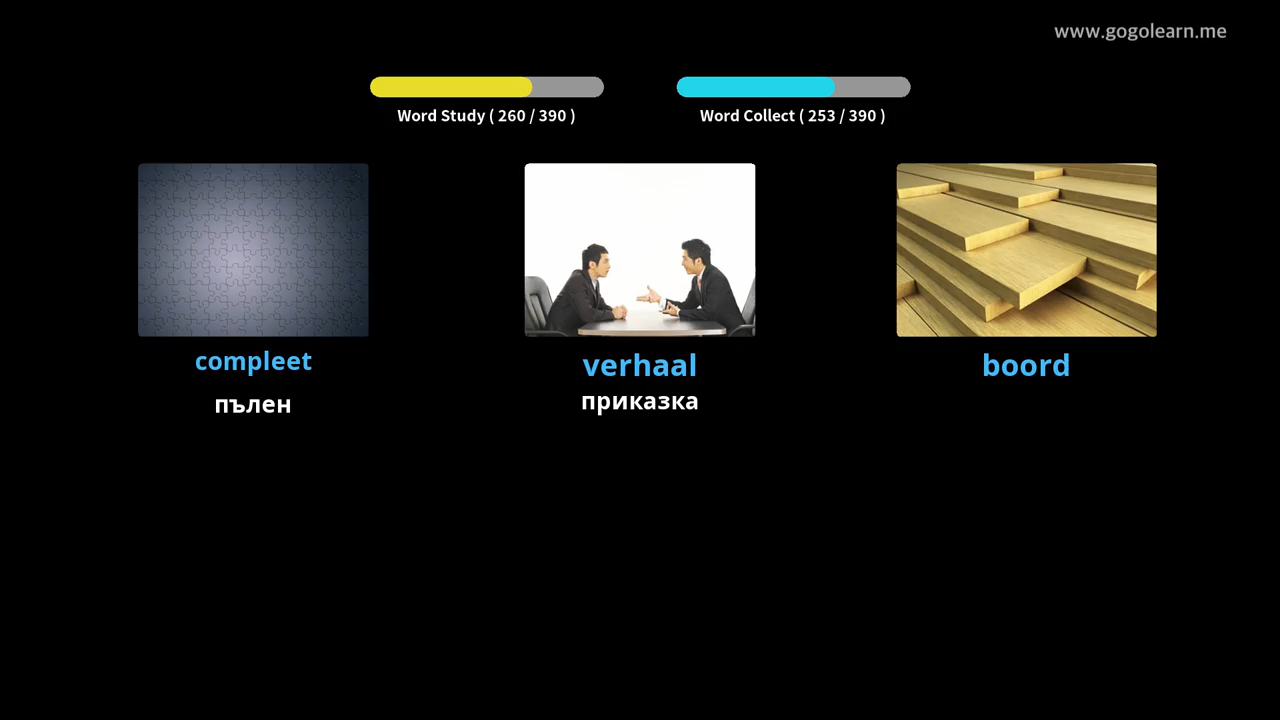 www.gogolearn.me
Word Study ( 260 / 390 )
Word Collect ( 253 / 390 )
compleet
verhaal
boord
пълен
приказка